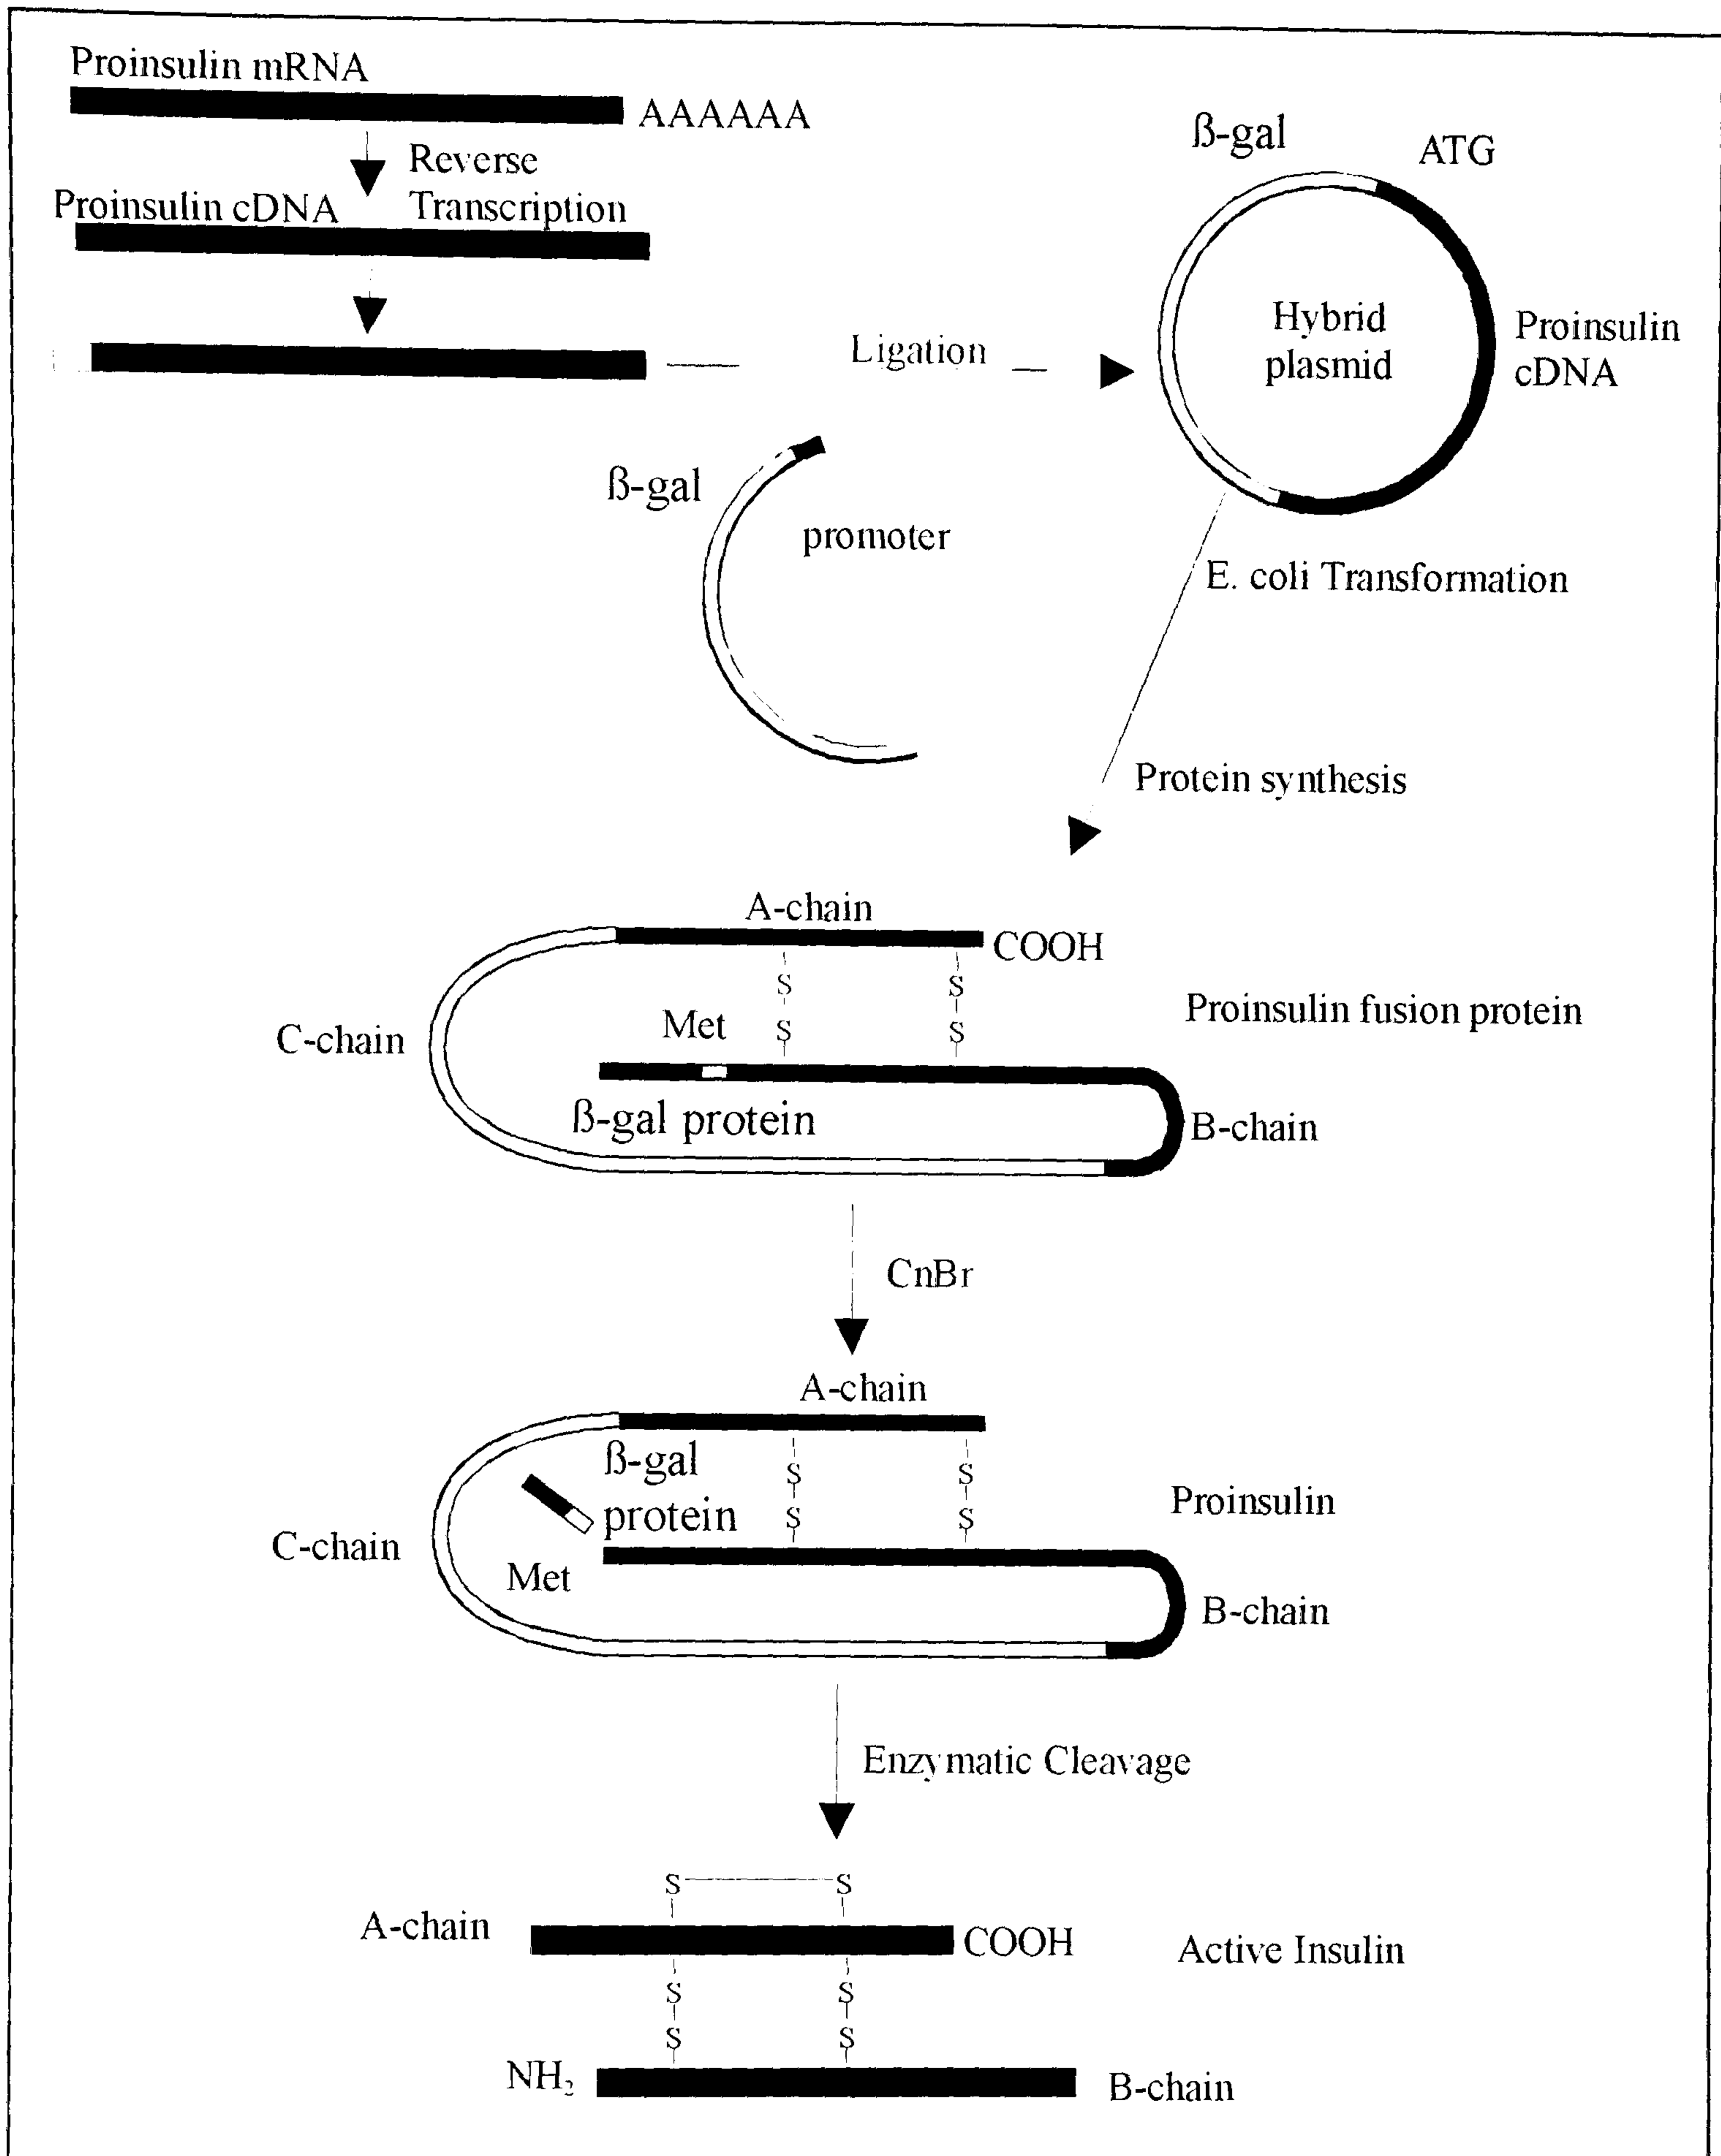 Proinsulin mRNA
AAAAAA
Reverse
Transcription
Proinsulin cDNA
Ligation
ß-gal
ATG
Hybrid
plasmid
Proinsulin
cDNA
ß-gal
promoter
E. coli Transformation
Protein synthesis
A-chain
COOH
S
S
S
S
Met
C-chain
Proinsulin fusion protein
ß-gal protein
B-chain
CnBr
A-chain
ß-gal
protein
S
S
S
S
Proinsulin
C-chain
Met
B-chain
Enzymatic Cleavage
S
S
A-chain
COOH
Active Insulin
S
S
S
S
NH₂
B-chain